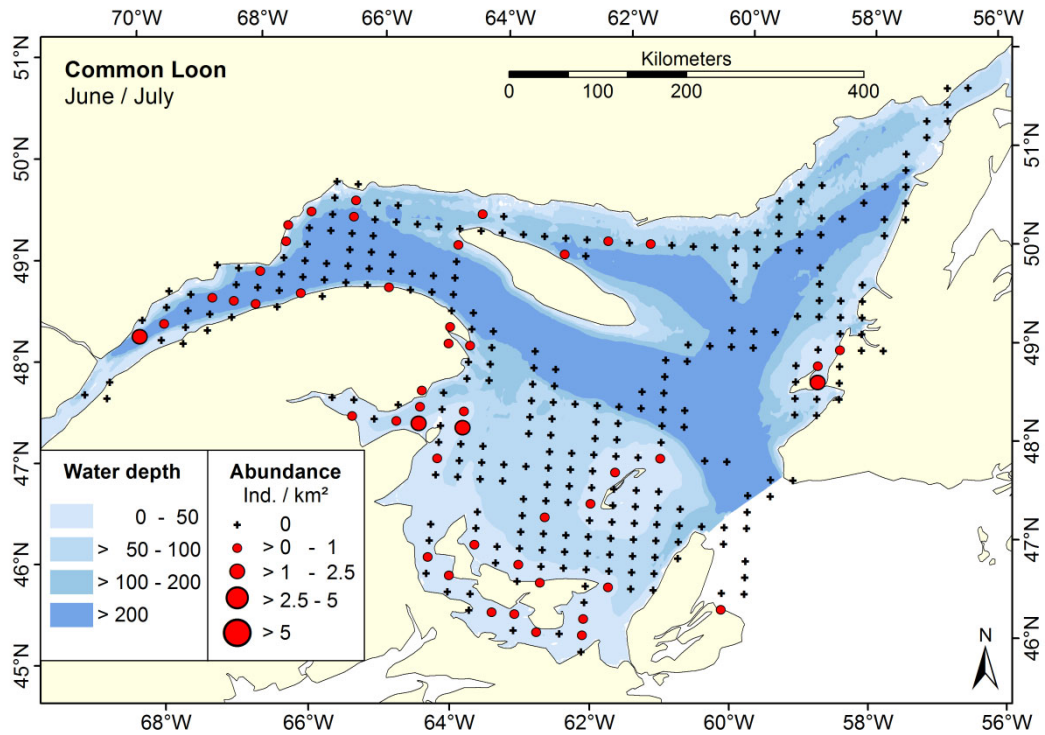 70°W 68°W 66°W 64°W 62°W 60°W 58°W 56°W
Common Loon
June / July
Kilometers
0 100 200 400
51°N
50°N
49°N
48°N
47°N
46°N
45°N
51°N
50°N
49°N
48°N
47°N
46°N
Water depth
0 - 50
> 50 - 100
> 100 - 200
> 200
Abundance
Ind. / km²
0
> 0 - 1
> 1 - 2.5
> 2.5 - 5
> 5
N
68°W 66°W 64°W 62°W 60°W 58°W 56°W